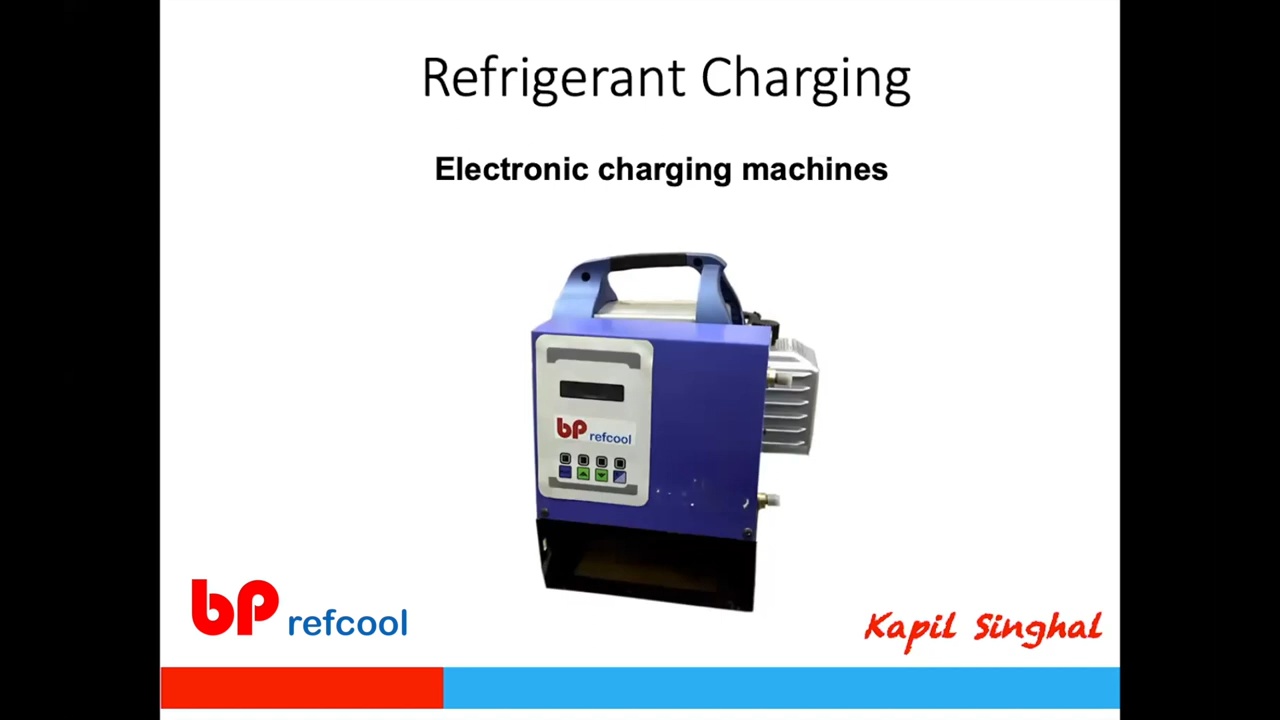 Refrigerant Charging
Electronic charging machines
bP refcool
bP refcool
Kapil Singhal